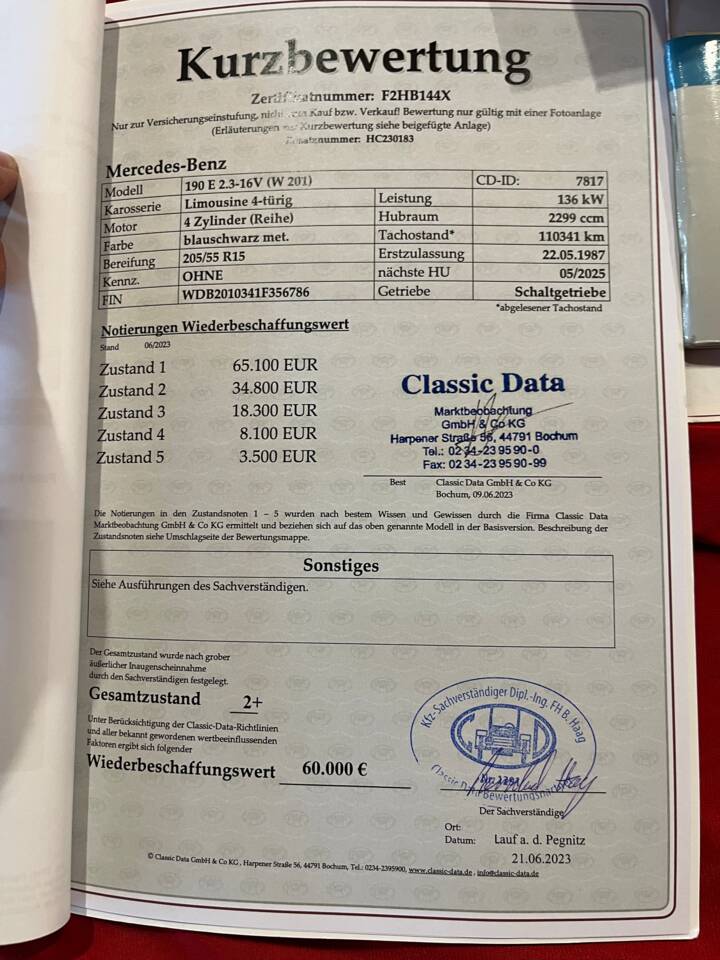 Kurzbewertung
Zertifikatnummer: F2HB144X
Nur zur Versicherungseinstufung, nicht zum Kauf bzw. Verkauf! Bewertung nur gültig mit einer Fotoanlage
(Erläuterungen zur Kurzbewertung siehe beigefügte Anlage)
HC230183
Mercedes-Benz
Modell 190 E 2.3-16V (W 201) CD-ID: 7817
Karosserie Limousine 4-türig Leistung 136 kW
Motor 4 Zylinder (Reihe) Hubraum 2299 ccm
Farbe blauschwarz met. Tachostand* 110341 km
Bereifung 205/55 R15 Erstzulassung 22.05.1987
Kennz. OHNE nächste HU 05/2025
FIN WDB2010341F356786 Getriebe Schaltgetriebe
*abgelesener Tachostand
Notierungen Wiederbeschaffungswert
Stand 06/2023
Zustand 1 65.100 EUR
Zustand 2 34.800 EUR
Zustand 3 18.300 EUR
Zustand 4 8.100 EUR
Zustand 5 3.500 EUR
Classic Data
Marktbeobachtung
GmbH & Co KG
Harpener Straße 56, 44791 Bochum
Tel.: 02 34-23 95 90-0
Fax: 02 34-23 95 90-99
Best Classic Data GmbH & Co KG
Bochum, 09.06.2023
Die Notierungen in den Zustandsnoten 1 – 5 wurden nach bestem Wissen und Gewissen durch die Firma Classic Data
Marktbeobachtung GmbH & Co KG ermittelt und beziehen sich auf das oben genannte Modell in der Basisversion. Beschreibung der
Zustandsnoten siehe Umschlagseite der Bewertungsmappe.
Sonstiges
Siehe Ausführungen des Sachverständigen.
Der Gesamtzustand wurde nach grober
äußerlicher Inaugenscheinnahme
durch den Sachverständigen festgelegt.
Gesamtzustand 2+
Unter Berücksichtigung der Classic-Data-Richtlinien
und aller bekannt gewordenen wertbeeinflussenden
Faktoren ergibt sich folgender
Wiederbeschaffungswert 60.000 €
Kfz-Sachverständiger Dipl.-Ing. FH B. Haag
Classic Data Bewertungspartner
Der Sachverständige
Ort:
Datum: Lauf a. d. Pegnitz
21.06.2023
© Classic Data GmbH & Co KG , Harpener Straße 56, 44791 Bochum, Tel.: 0234-2395900, www.classic-data.de , info@classic-data.de